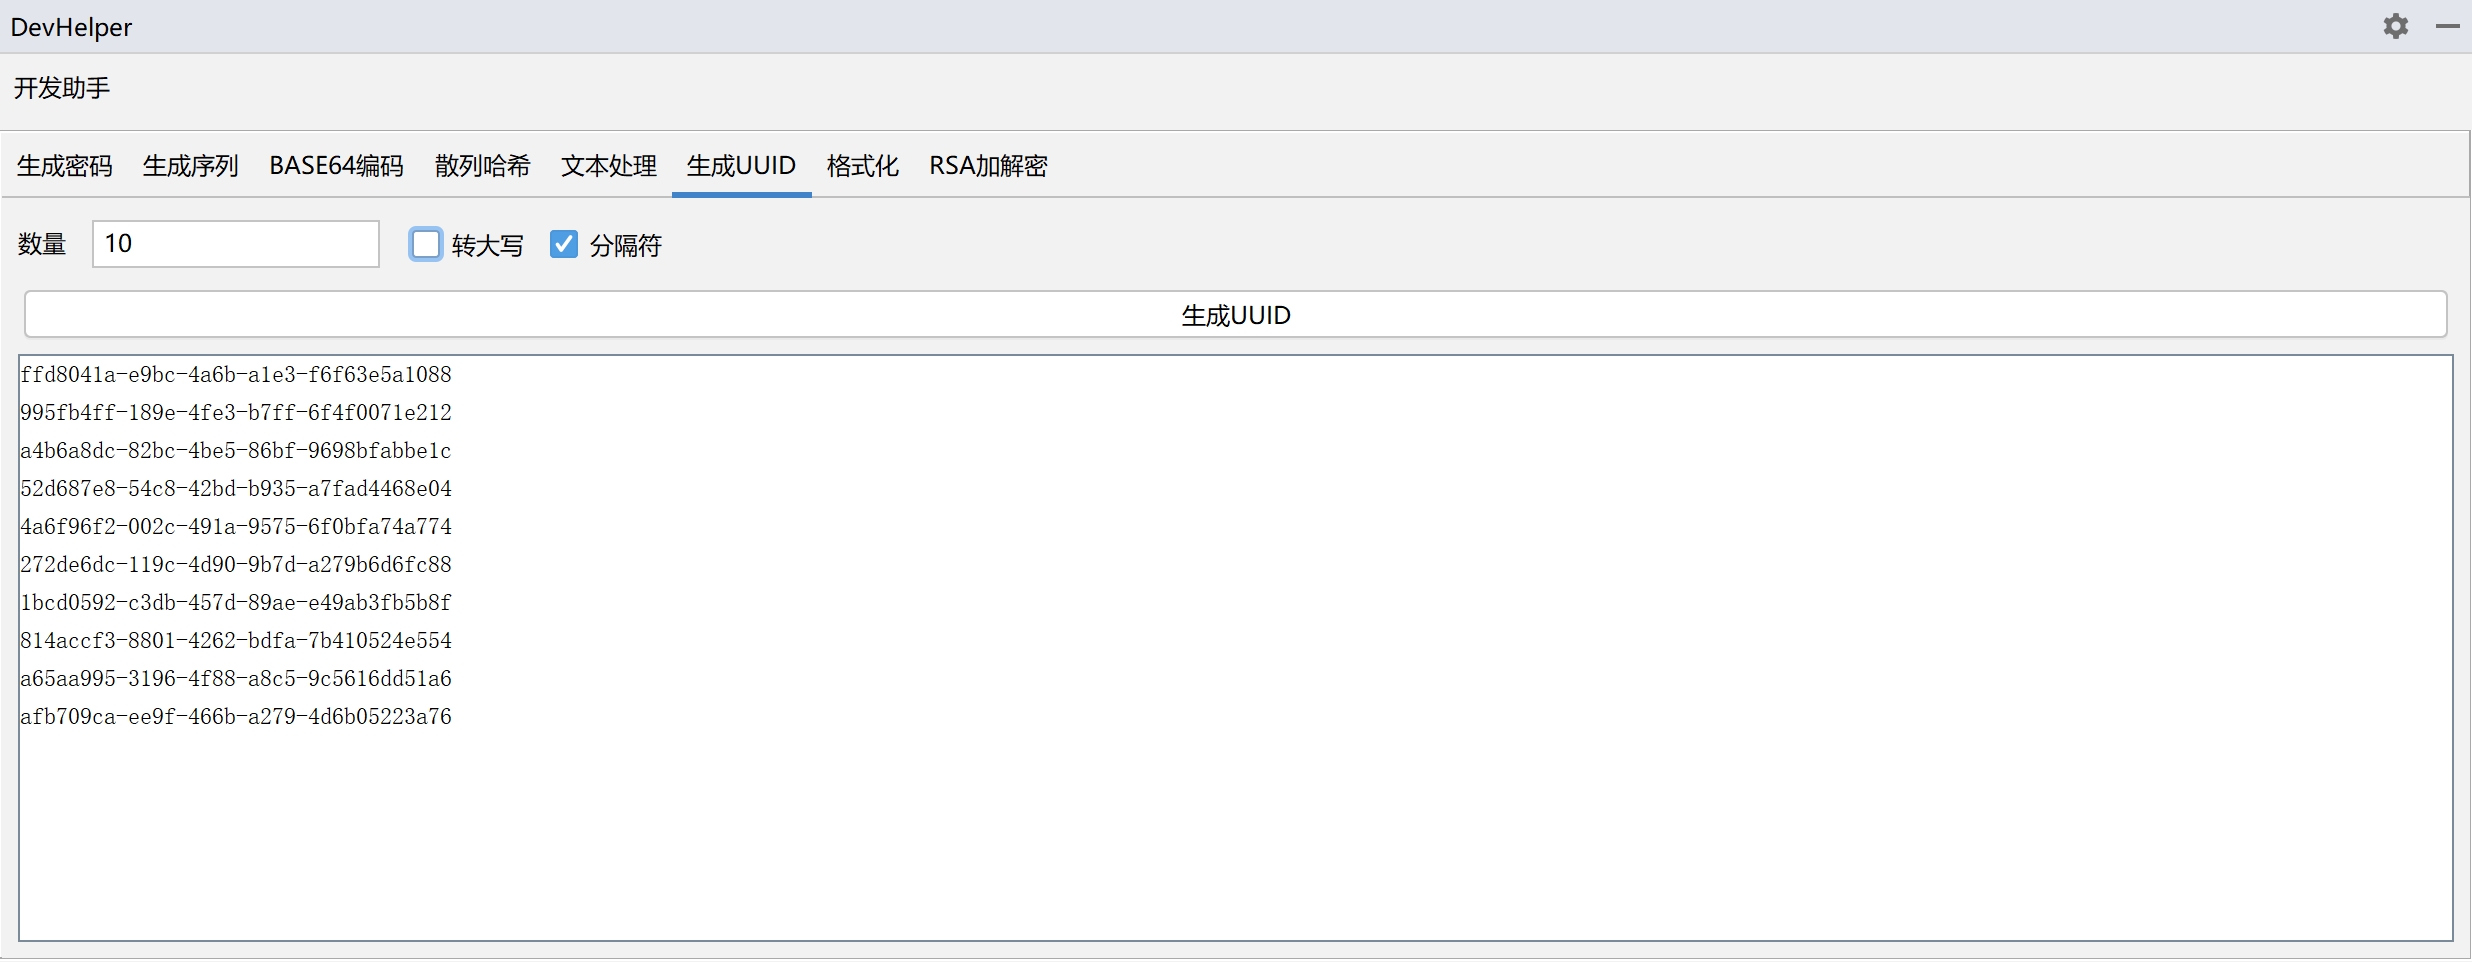 DevHelper
开发助手
生成密码 生成序列 BASE64编码 散列哈希 文本处理 生成UUID 格式化 RSA加解密
数量 10 转大写 分隔符
生成UUID
ffd8041a-e9bc-4a6b-a1e3-f6f63e5a1088
995fb4ff-189e-4fe3-b7ff-6f4f0071e212
a4b6a8dc-82bc-4be5-86bf-9698bfabbe1c
52d687e8-54c8-42bd-b935-a7fad4468e04
4a6f96f2-002c-491a-9575-6f0bfa74a774
272de6dc-119c-4d90-9b7d-a279b6d6fc88
1bcd0592-c3db-457d-89ae-e49ab3fb5b8f
814accf3-8801-4262-bdfa-7b410524e554
a65aa995-3196-4f88-a8c5-9c5616dd51a6
afb709ca-ee9f-466b-a279-4d6b05223a76